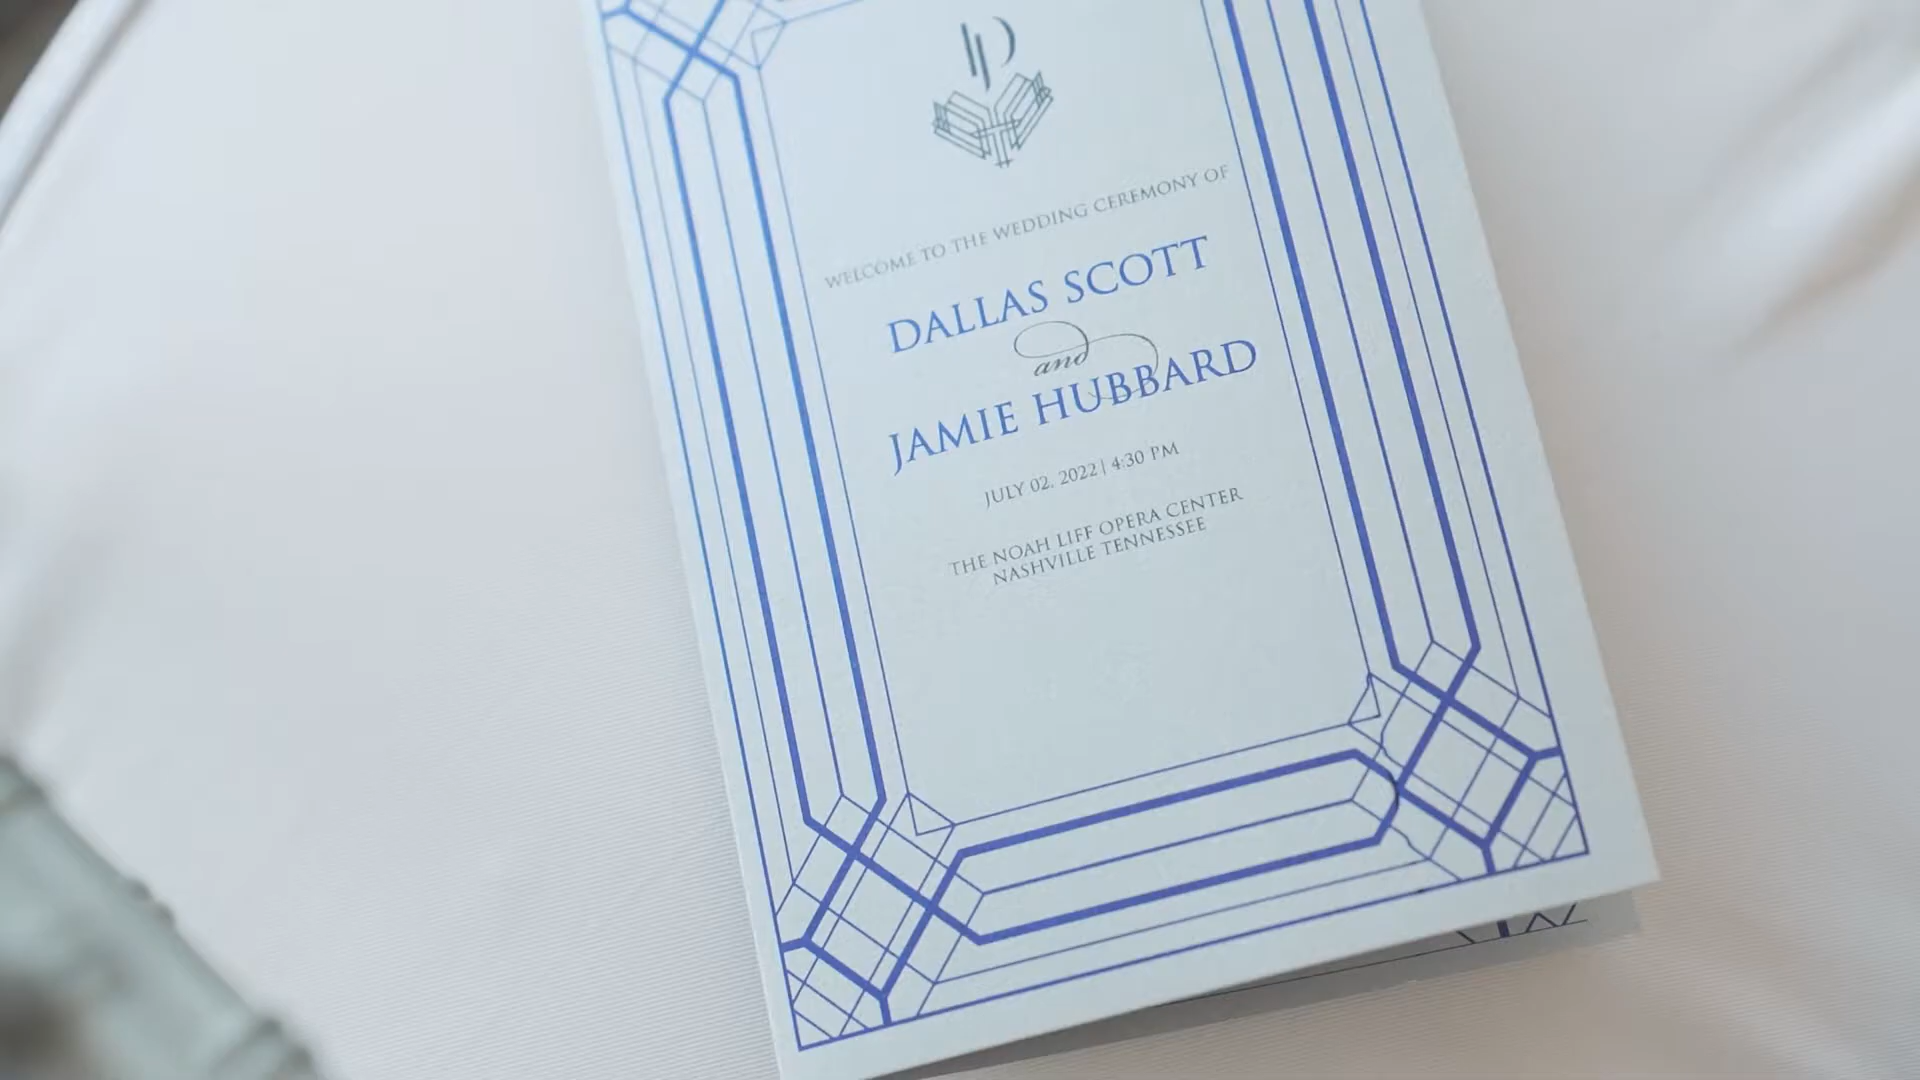 WELCOME TO THE WEDDING CEREMONY OF
DALLAS SCOTT
and
JAMIE HUBBARD
JULY 02, 2022 | 4:30 PM
THE NOAH LIFF OPERA CENTER
NASHVILLE TENNESSEE